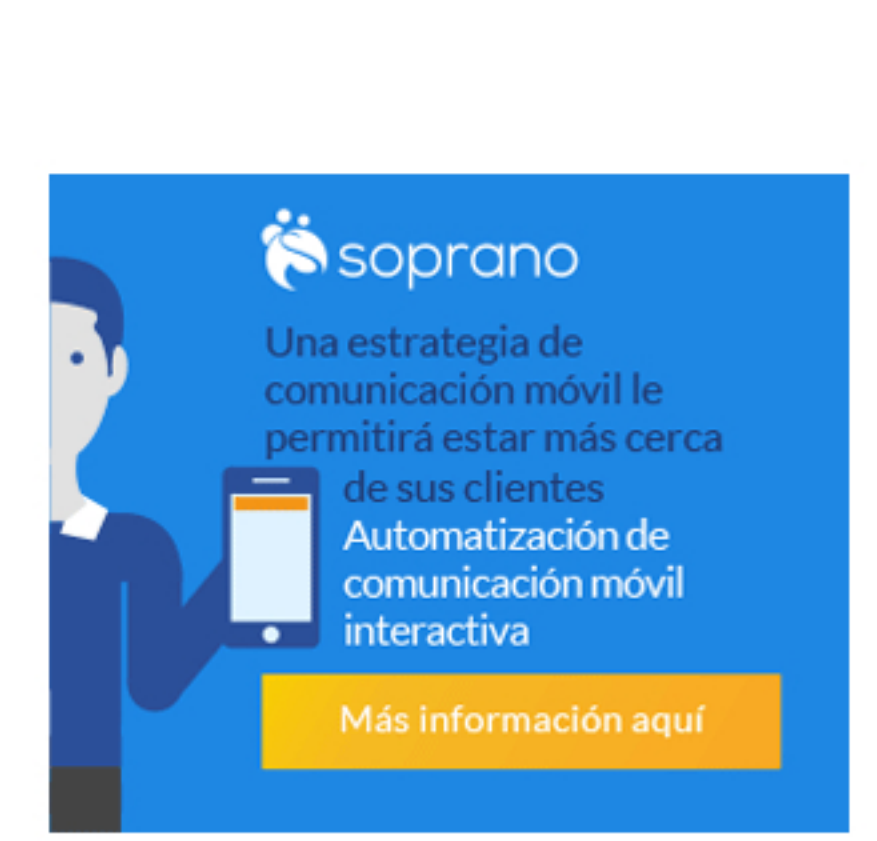 soprano
Una estrategia de
comunicación móvil le
permitirá estar más cerca
de sus clientes
Automatización de
comunicación móvil
interactiva
Más información aquí